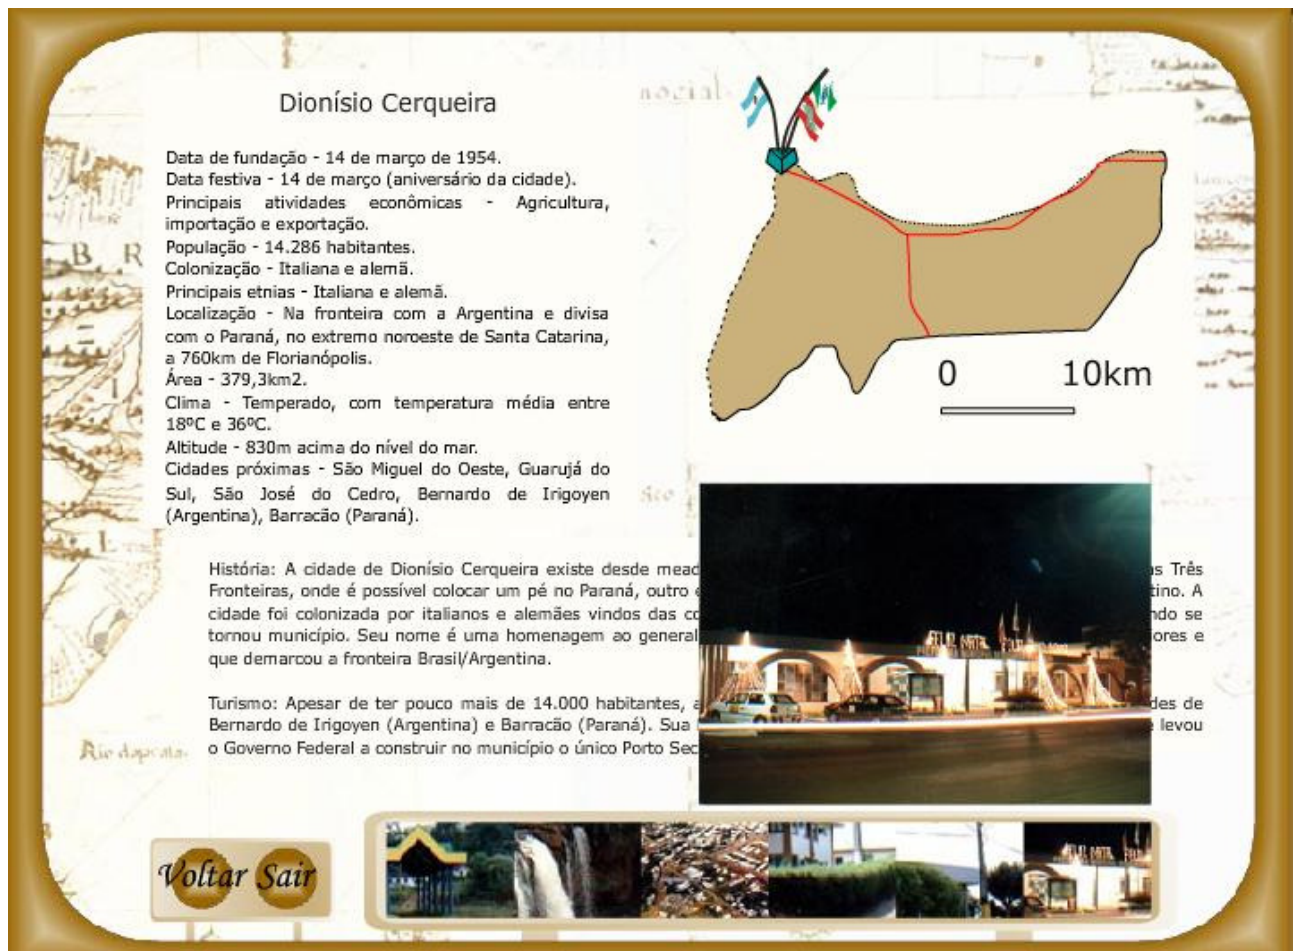 Dionísio Cerqueira
Data de fundação - 14 de março de 1954.
Data festiva - 14 de março (aniversário da cidade).
Principais atividades econômicas - Agricultura,
importação e exportação.
População - 14.286 habitantes.
Colonização - Italiana e alemã.
Principais etnias - Italiana e alemã.
Localização - Na fronteira com a Argentina e divisa
com o Paraná, no extremo noroeste de Santa Catarina,
a 760km de Florianópolis.
Área - 379,3km2.
Clima - Temperado, com temperatura média entre
18ºC e 36ºC.
Altitude - 830m acima do nível do mar.
Cidades próximas - São Miguel do Oeste, Guarujá do
Sul, São José do Cedro, Bernardo de Irigoyen
(Argentina), Barracão (Paraná).
0 10km
História: A cidade de Dionísio Cerqueira existe desde Três
Fronteiras, onde é possível colocar um pé no Paraná, outro A
cidade foi colonizada por italianos e alemães vindos das se
tornou município. Seu nome é uma homenagem ao general e
que demarcou a fronteira Brasil/Argentina.
Turismo: Apesar de ter pouco mais de 14.000 habitantes, de
Bernardo de Irigoyen (Argentina) e Barracão (Paraná). Sua levou
o Governo Federal a construir no município o único Porto
FELIZ NATAL
Rio da prata
B R
Voltar Sair